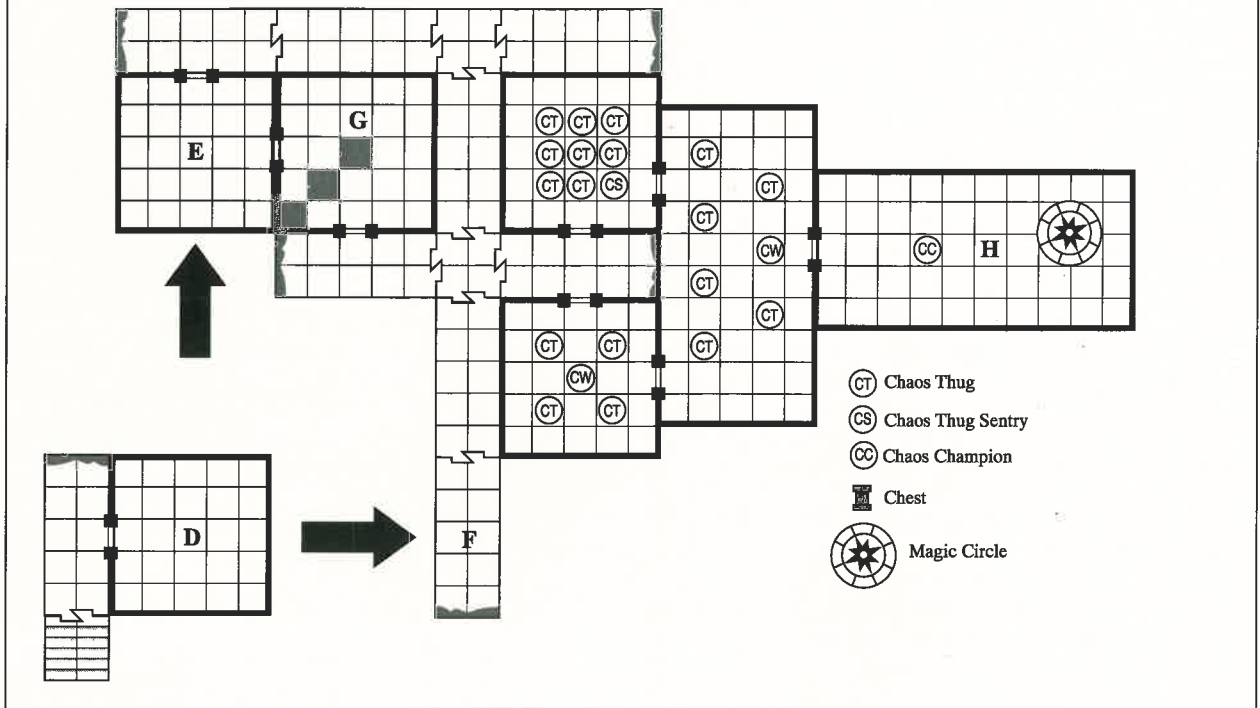 G
CT CT CT
E
CT CT CT
CT
CT CT CS
CT
CT
CW
CC
H
CT
CT
CT CT
CT
CW
CT CT
CT Chaos Thug
CS Chaos Thug Sentry
CC Chaos Champion
Chest
D
F
Magic Circle